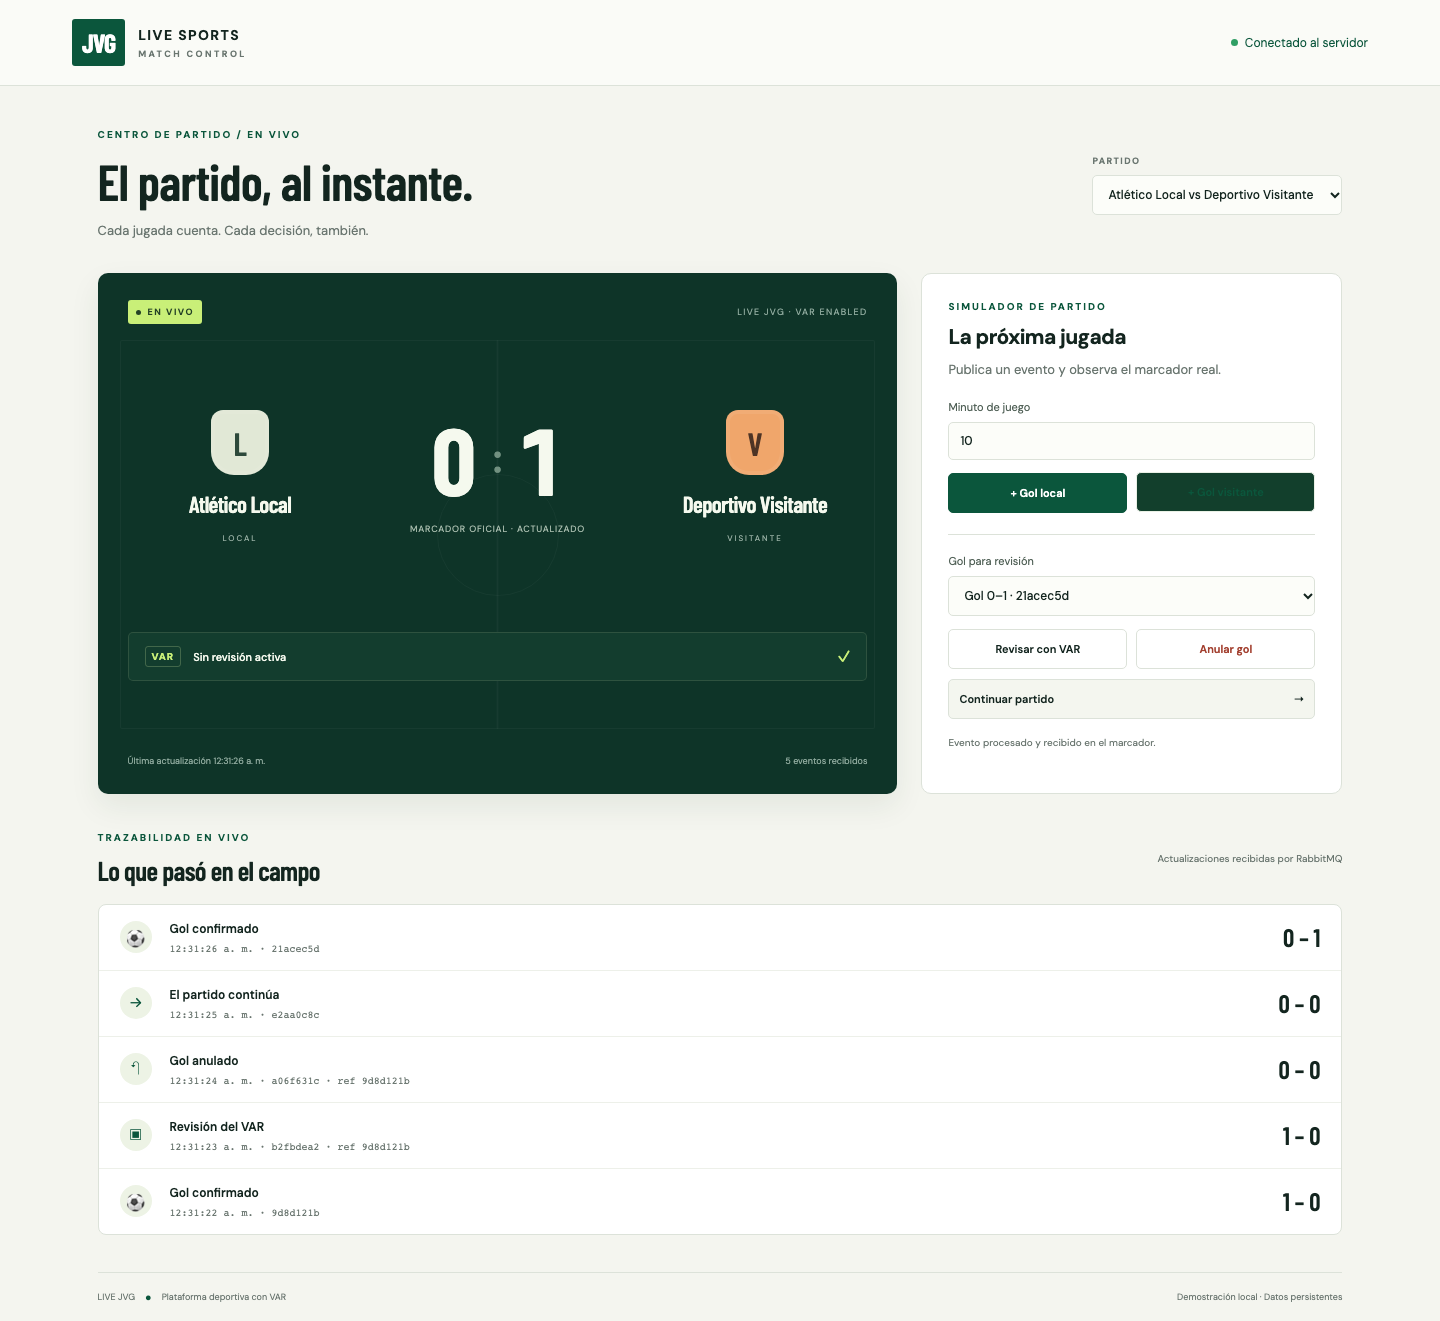 JVG
LIVE SPORTS
MATCH CONTROL
Conectado al servidor
CENTRO DE PARTIDO / EN VIVO
El partido, al instante.
Cada jugada cuenta. Cada decisión, también.
PARTIDO
Atlético Local vs Deportivo Visitante
EN VIVO
LIVE JVG · VAR ENABLED
L
Atlético Local
LOCAL
0 : 1
MARCADOR OFICIAL · ACTUALIZADO
V
Deportivo Visitante
VISITANTE
VAR Sin revisión activa ✓
Última actualización 12:31:26 a. m.
5 eventos recibidos
SIMULADOR DE PARTIDO
La próxima jugada
Publica un evento y observa el marcador real.
Minuto de juego
10
+ Gol local
+ Gol visitante
Gol para revisión
Gol 0–1 · 21acec5d
Revisar con VAR
Anular gol
Continuar partido →
Evento procesado y recibido en el marcador.
TRAZABILIDAD EN VIVO
Lo que pasó en el campo
Actualizaciones recibidas por RabbitMQ
Gol confirmado
12:31:26 a. m. · 21acec5d
0 – 1
El partido continúa
12:31:25 a. m. · e2aa0c8c
0 – 0
Gol anulado
12:31:24 a. m. · a06f631c · ref 9d8d121b
0 – 0
Revisión del VAR
12:31:23 a. m. · b2fbdea2 · ref 9d8d121b
1 – 0
Gol confirmado
12:31:22 a. m. · 9d8d121b
1 – 0
LIVE JVG ● Plataforma deportiva con VAR
Demostración local · Datos persistentes